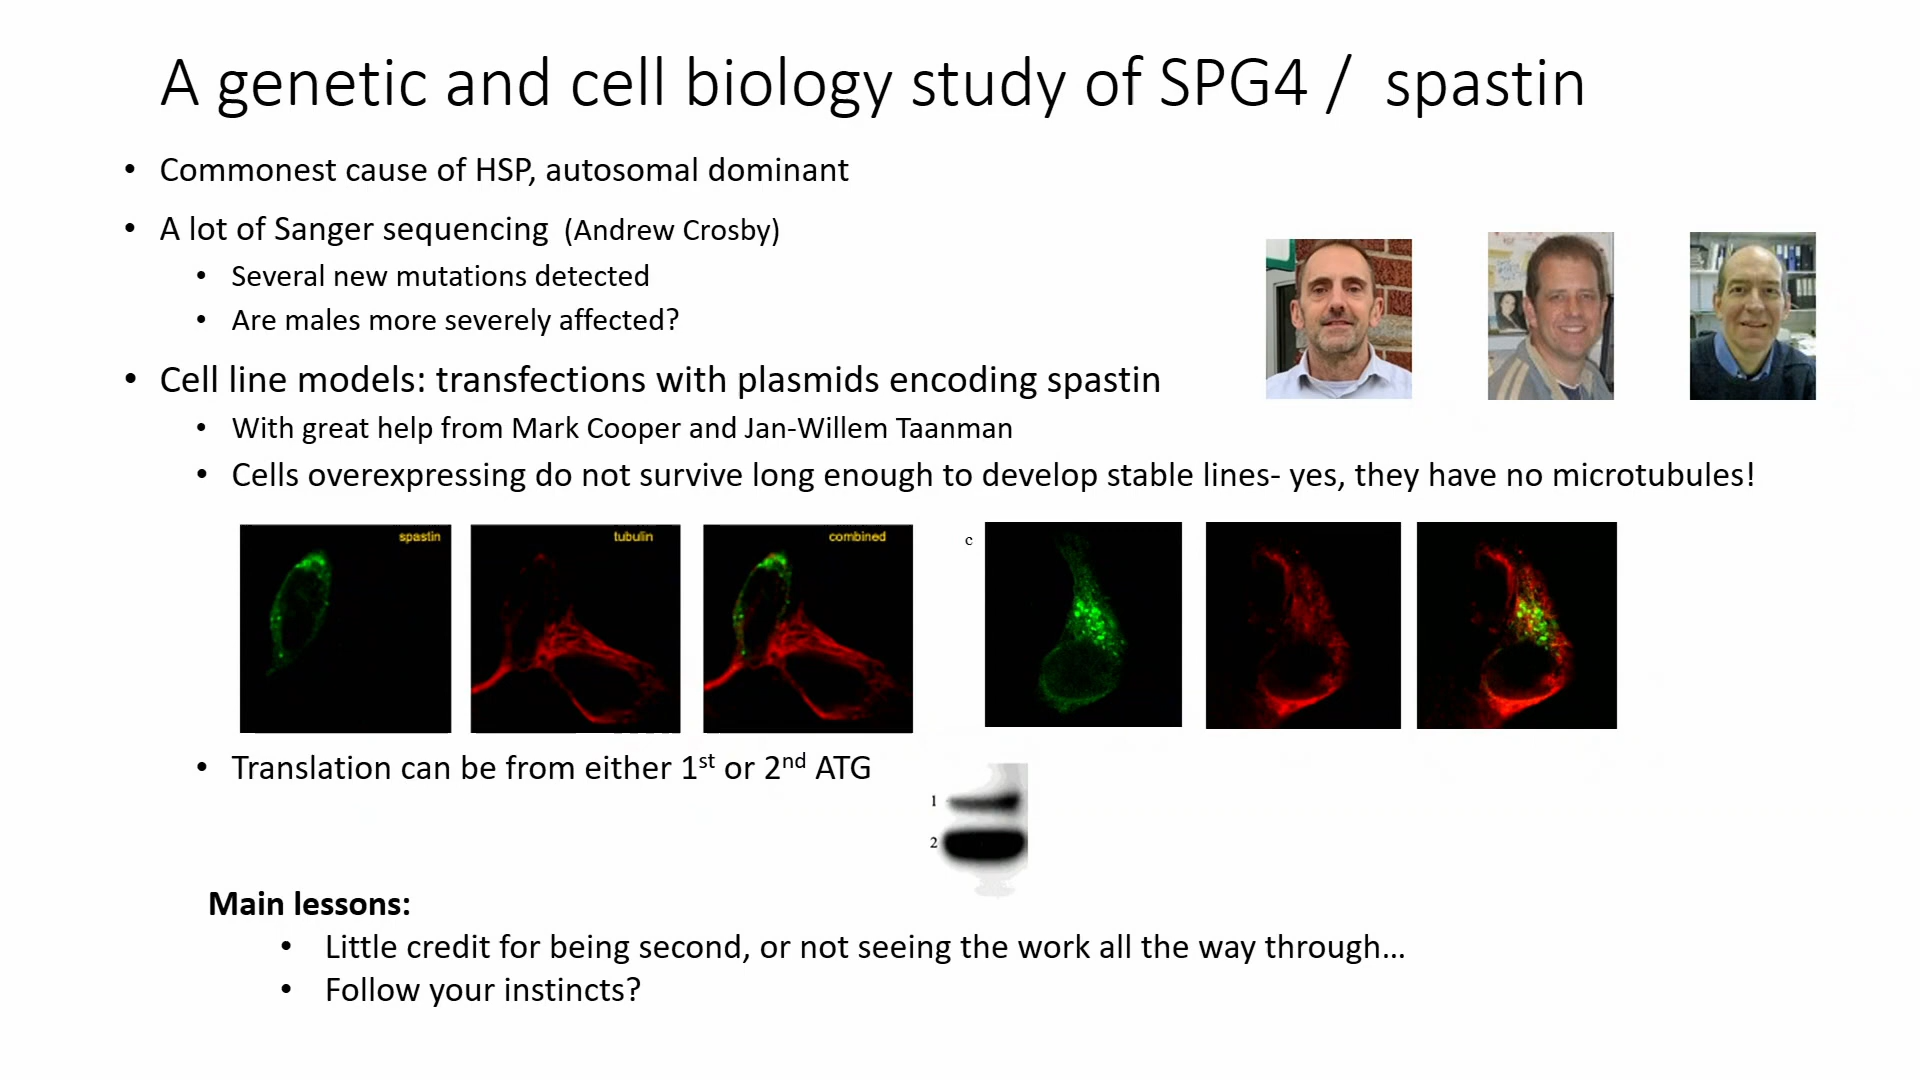 A genetic and cell biology study of SPG4 / spastin
• Commonest cause of HSP, autosomal dominant
• A lot of Sanger sequencing (Andrew Crosby)
• Several new mutations detected
• Are males more severely affected?
• Cell line models: transfections with plasmids encoding spastin
• With great help from Mark Cooper and Jan-Willem Taanman
• Cells overexpressing do not survive long enough to develop stable lines- yes, they have no microtubules!
spastin
tubulin
combined
c
• Translation can be from either 1st or 2nd ATG
1
2
Main lessons:
• Little credit for being second, or not seeing the work all the way through…
• Follow your instincts?